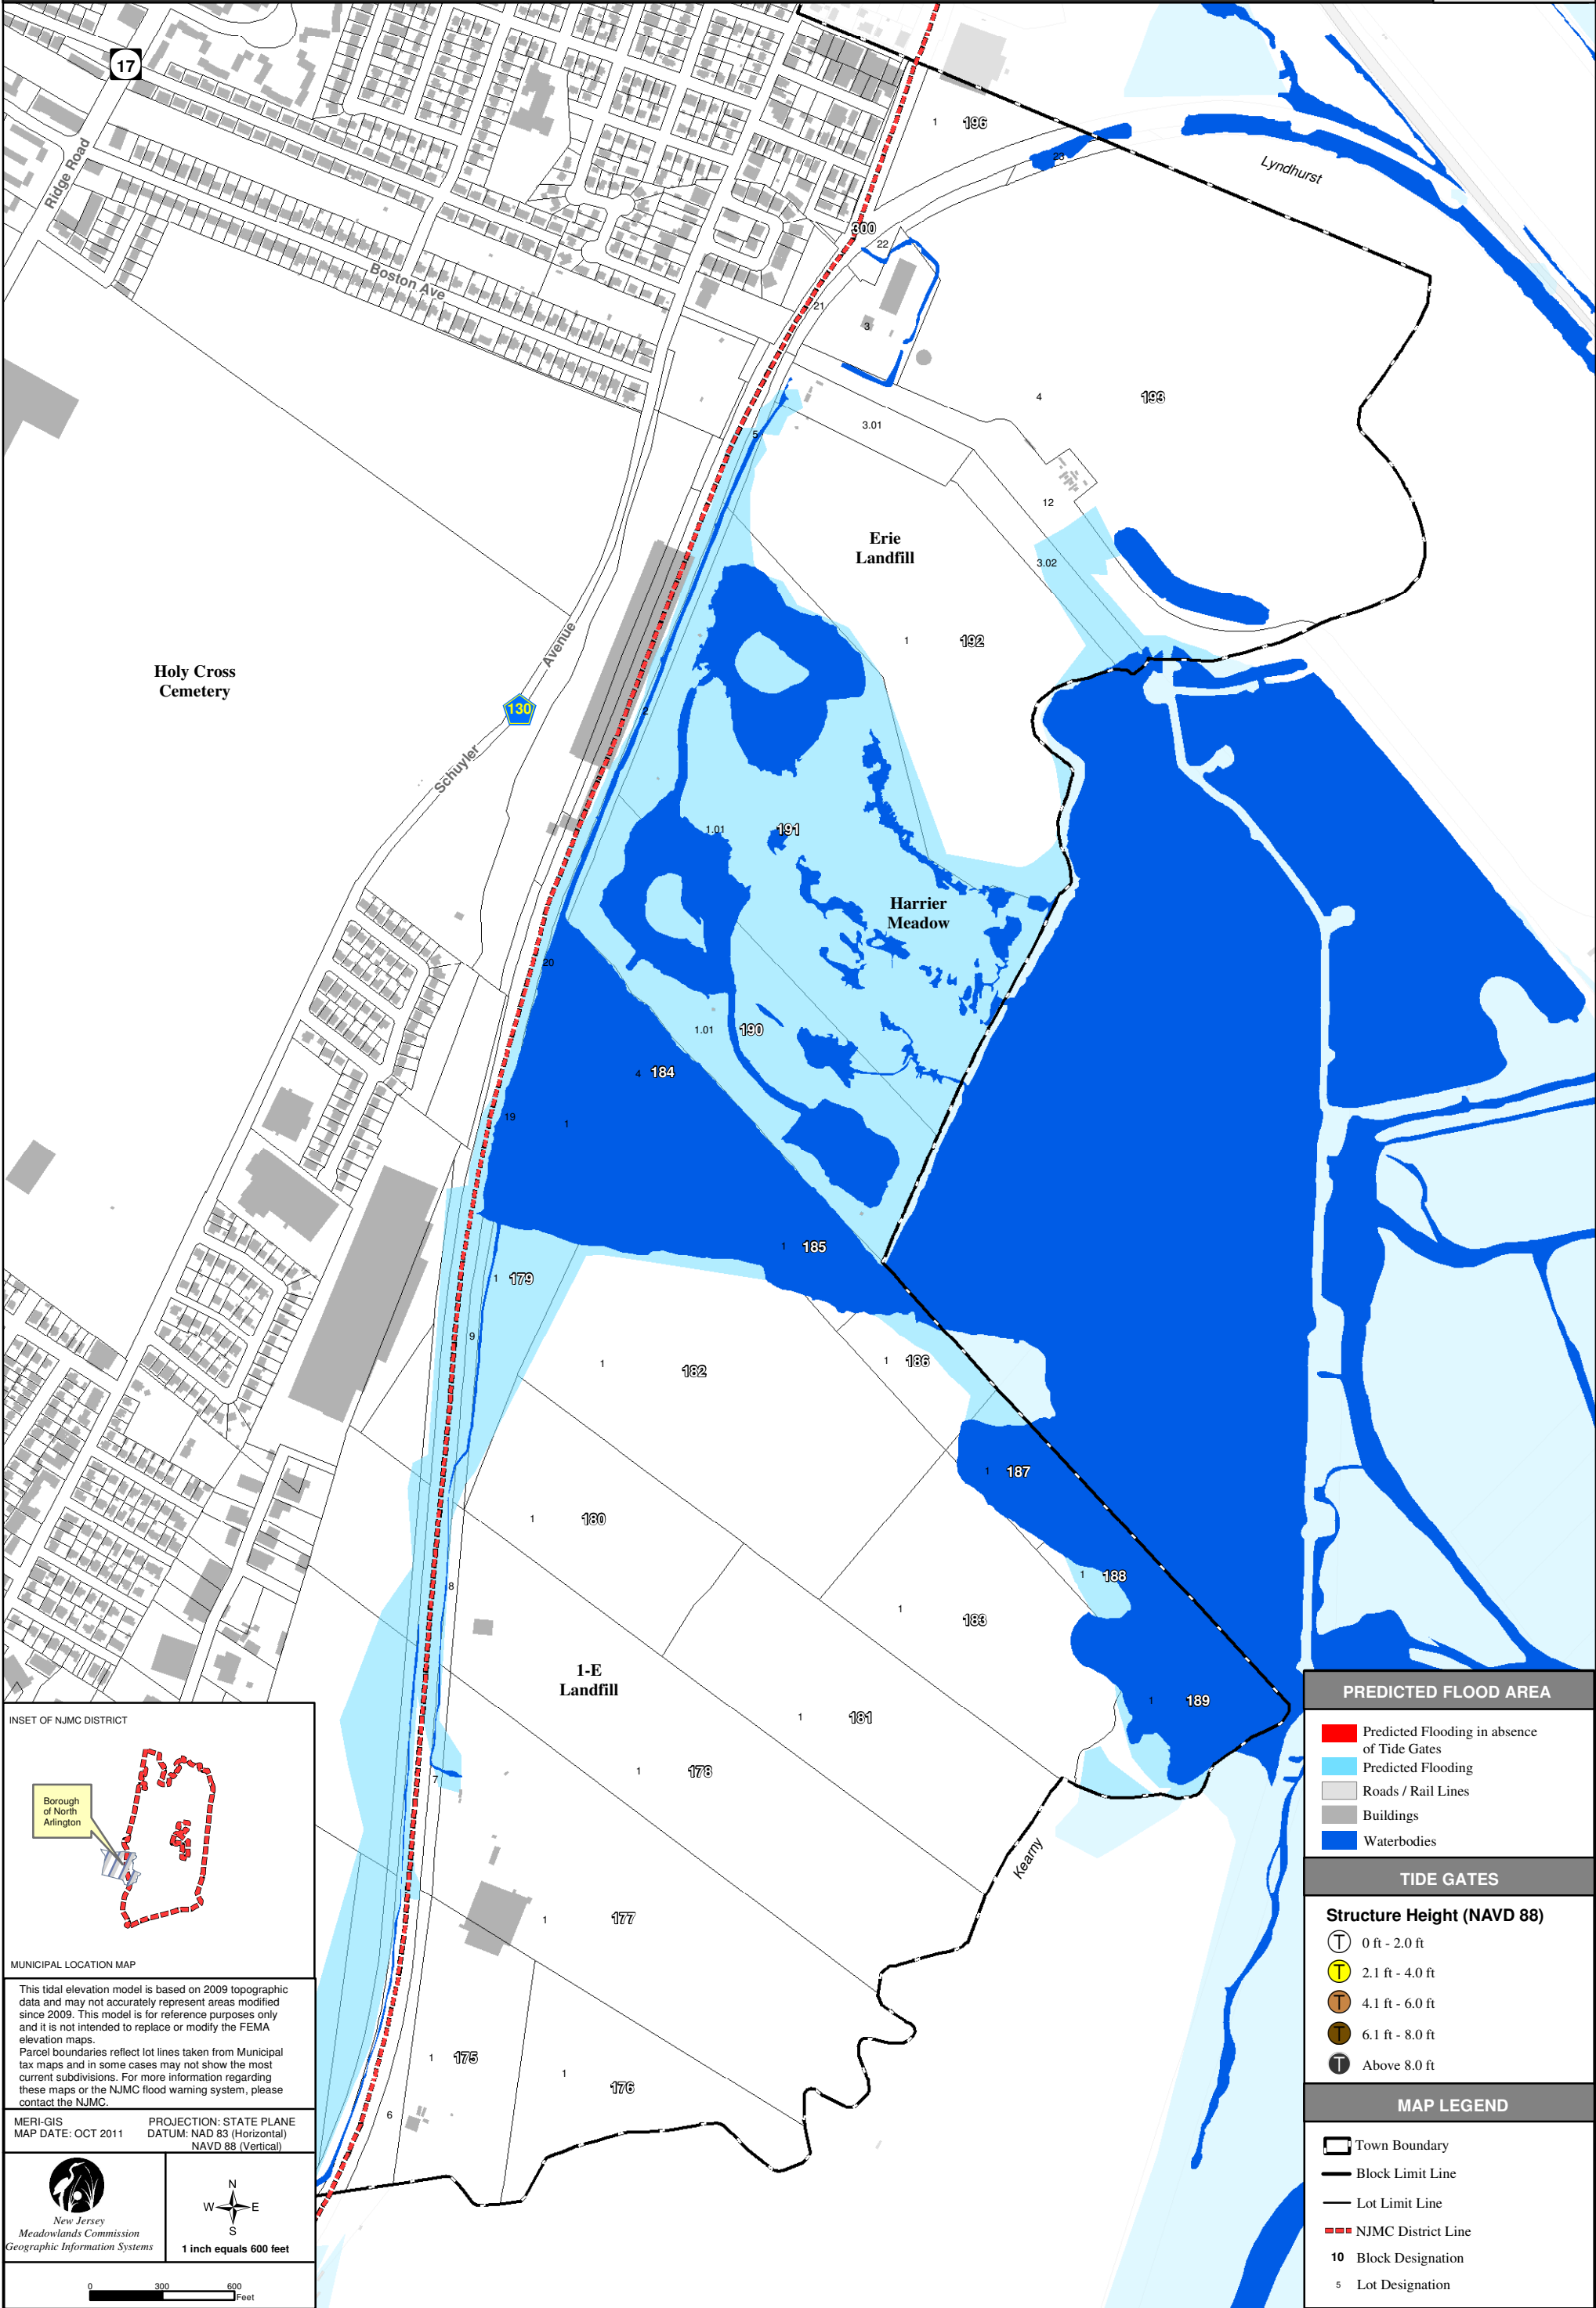 17
Ridge Road
Boston Ave
1 196
23
Lyndhurst
300
22
21
3
4 193
3.01
5
12
Erie
Landfill
3.02
1 192
Holy Cross
Cemetery
Avenue
130
Schuyler
2
1.01 191
Harrier
Meadow
20
1.01 190
4 184
19
1
1 185
1 179
9
1 182
1 186
1 187
1 180
8
1 188
1 183
1-E
Landfill
1 189
1 181
1 178
7
Kearny
1 177
1 175
1
176
6
INSET OF NJMC DISTRICT
Borough
of North
Arlington
MUNICIPAL LOCATION MAP
This tidal elevation model is based on 2009 topographic
data and may not accurately represent areas modified
since 2009. This model is for reference purposes only
and it is not intended to replace or modify the FEMA
elevation maps.
Parcel boundaries reflect lot lines taken from Municipal
tax maps and in some cases may not show the most
current subdivisions. For more information regarding
these maps or the NJMC flood warning system, please
contact the NJMC.
MERI-GIS
MAP DATE: OCT 2011
PROJECTION: STATE PLANE
DATUM: NAD 83 (Horizontal)
NAVD 88 (Vertical)
New Jersey
Meadowlands Commission
Geographic Information Systems
N
W E
S
1 inch equals 600 feet
0 300 600
Feet
PREDICTED FLOOD AREA
Predicted Flooding in absence
of Tide Gates
Predicted Flooding
Roads / Rail Lines
Buildings
Waterbodies
TIDE GATES
Structure Height (NAVD 88)
T 0 ft - 2.0 ft
T 2.1 ft - 4.0 ft
T 4.1 ft - 6.0 ft
T 6.1 ft - 8.0 ft
T Above 8.0 ft
MAP LEGEND
Town Boundary
Block Limit Line
Lot Limit Line
NJMC District Line
10 Block Designation
5 Lot Designation